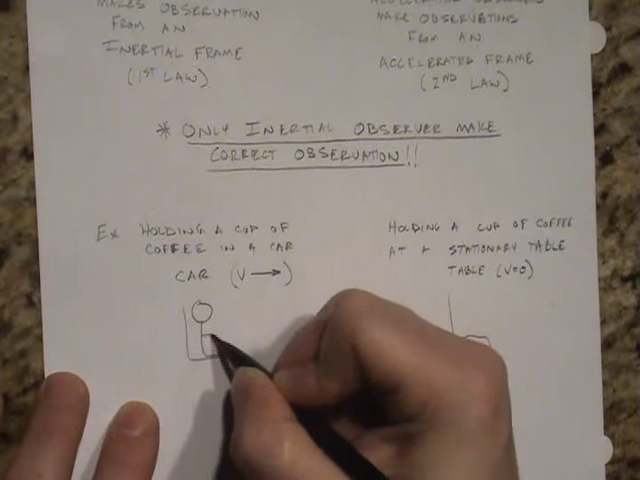 MAKES OBSERVATION
FROM AN
INERTIAL FRAME
(1ST LAW)
MAKE OBSERVATIONS
FROM AN
ACCELERATED FRAME
(2ND LAW)
* ONLY INERTIAL OBSERVER MAKE
CORRECT OBSERVATION!!
EX HOLDING A CUP OF
COFFEE IN A CAR
CAR (V →)
HOLDING A CUP OF COFFEE
AT A STATIONARY TABLE
TABLE (V=0)